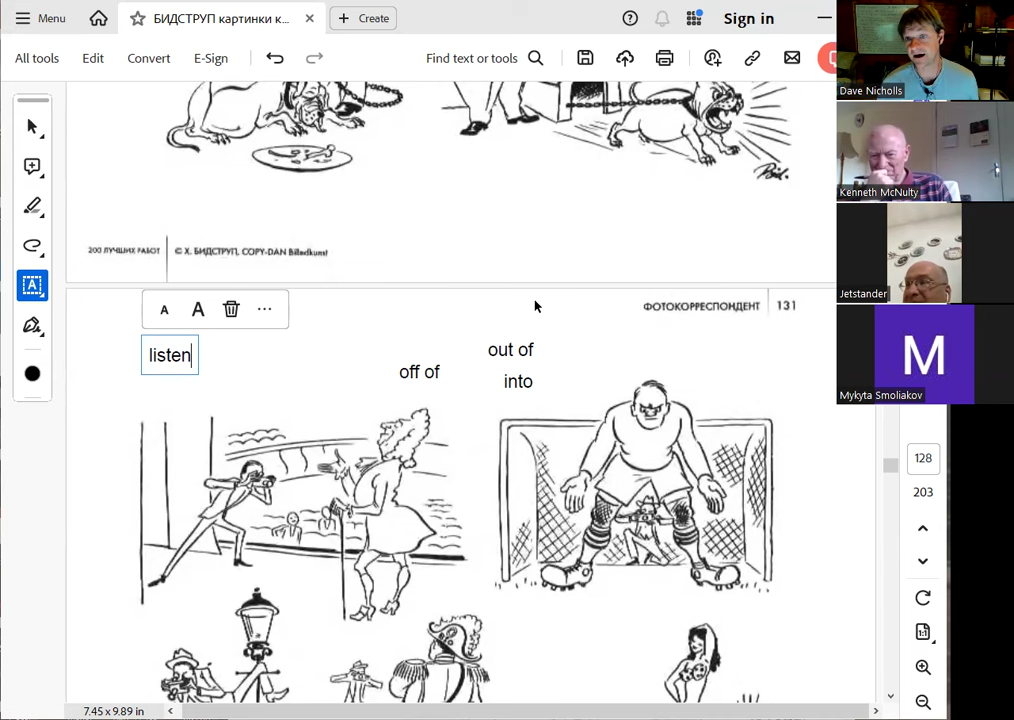 Menu
БИДСТРУП картинки к...
Create
Sign in
All tools
Edit
Convert
E-Sign
Find text or tools
Dave Nicholls
Kenneth McNulty
Jetstander
M
Mykyta Smoliakov
200 ЛУЧШИХ РАБОТ
© Х. БИДСТРУП, COPY-DAN Billedkunst
A A ...
ФОТОКОРРЕСПОНДЕНТ 131
listen
off of
out of
into
128
203
1:1
7.45 x 9.89 in